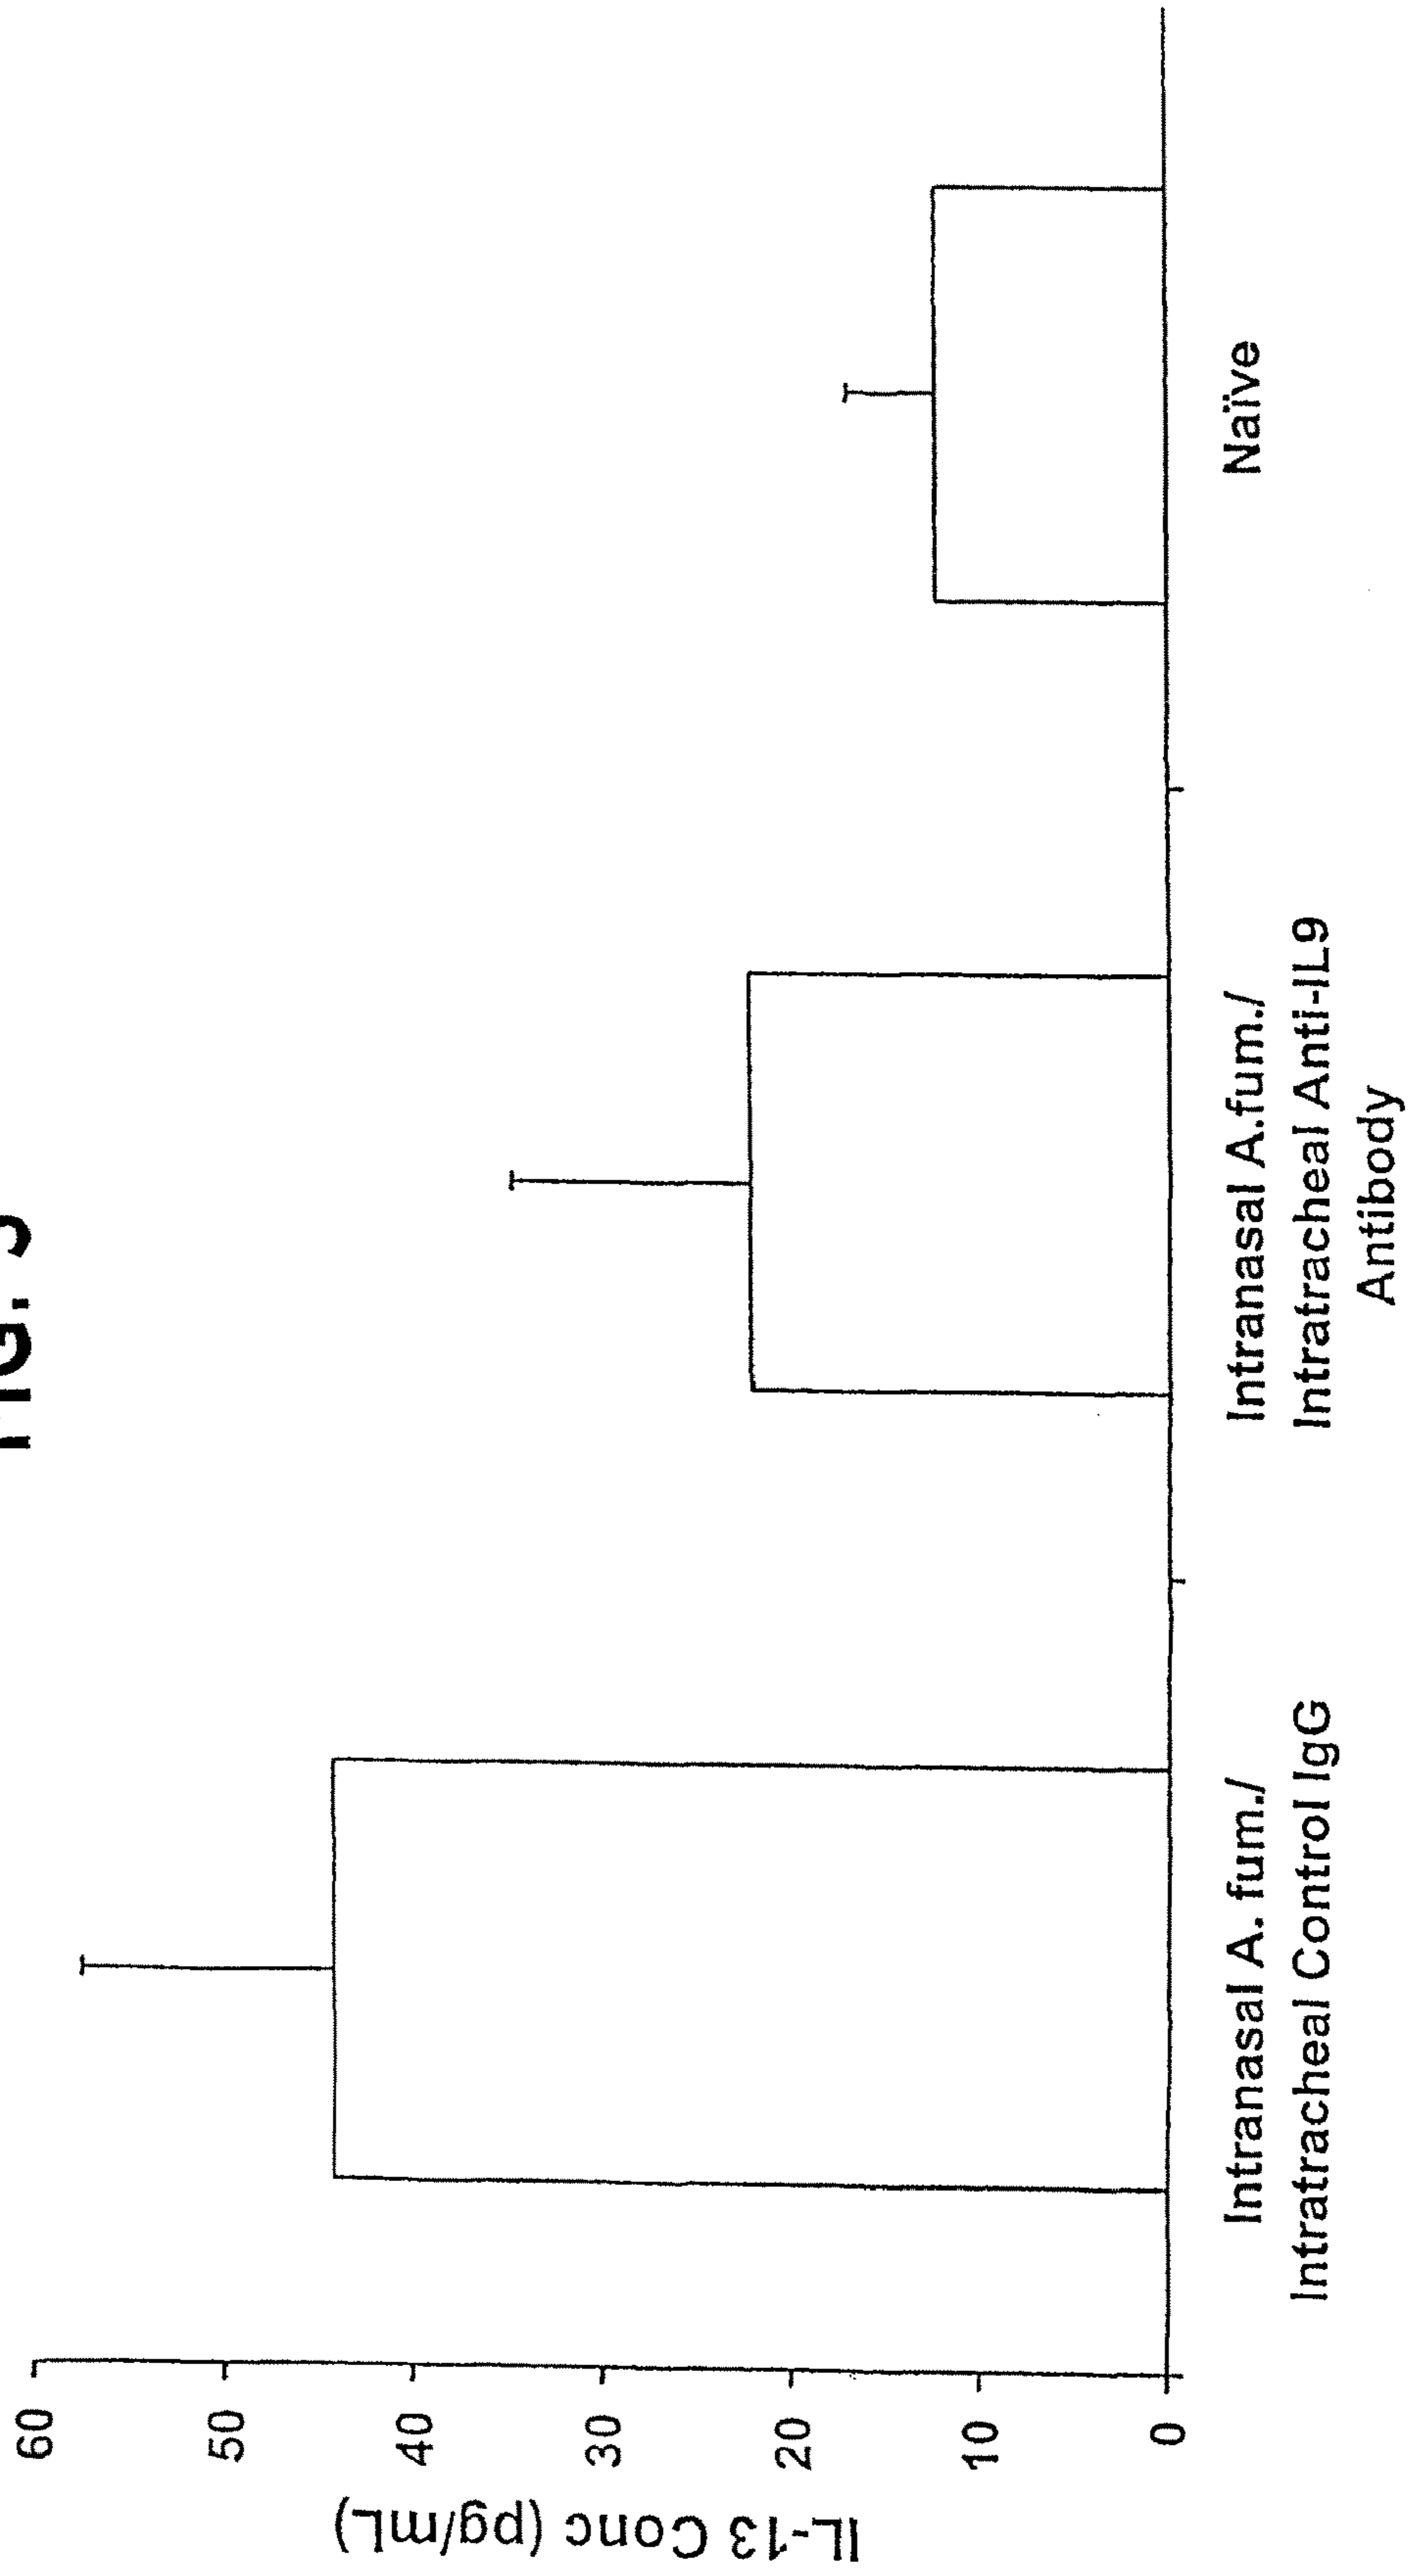 60
50
40
30
20
10
0
IL-13 Conc (pg/mL)
Intranasal A. fum./
Intratracheal Control IgG
Intranasal A.fum./
Intratracheal Anti-IL9
Antibody
Naïve